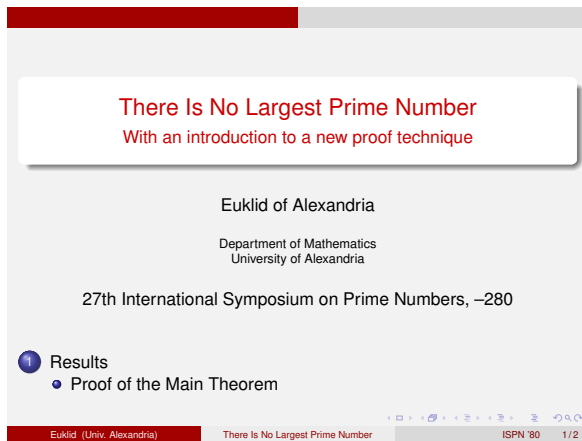 There Is No Largest Prime Number
With an introduction to a new proof technique
Euklid of Alexandria
Department of Mathematics
University of Alexandria
27th International Symposium on Prime Numbers, –280
1 Results
Proof of the Main Theorem
Euklid (Univ. Alexandria) There Is No Largest Prime Number ISPN '80 1 / 2